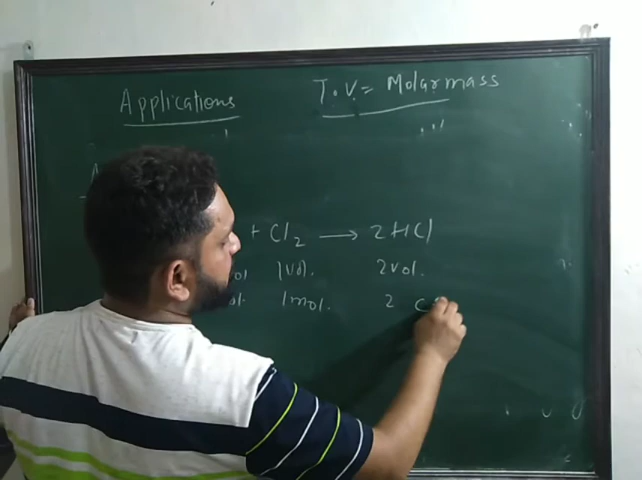 Applications T.V. = Molarmass
A
+ Cl2 → 2HCl
ol 1vol. 2vol.
ol. 1mol. 2 c